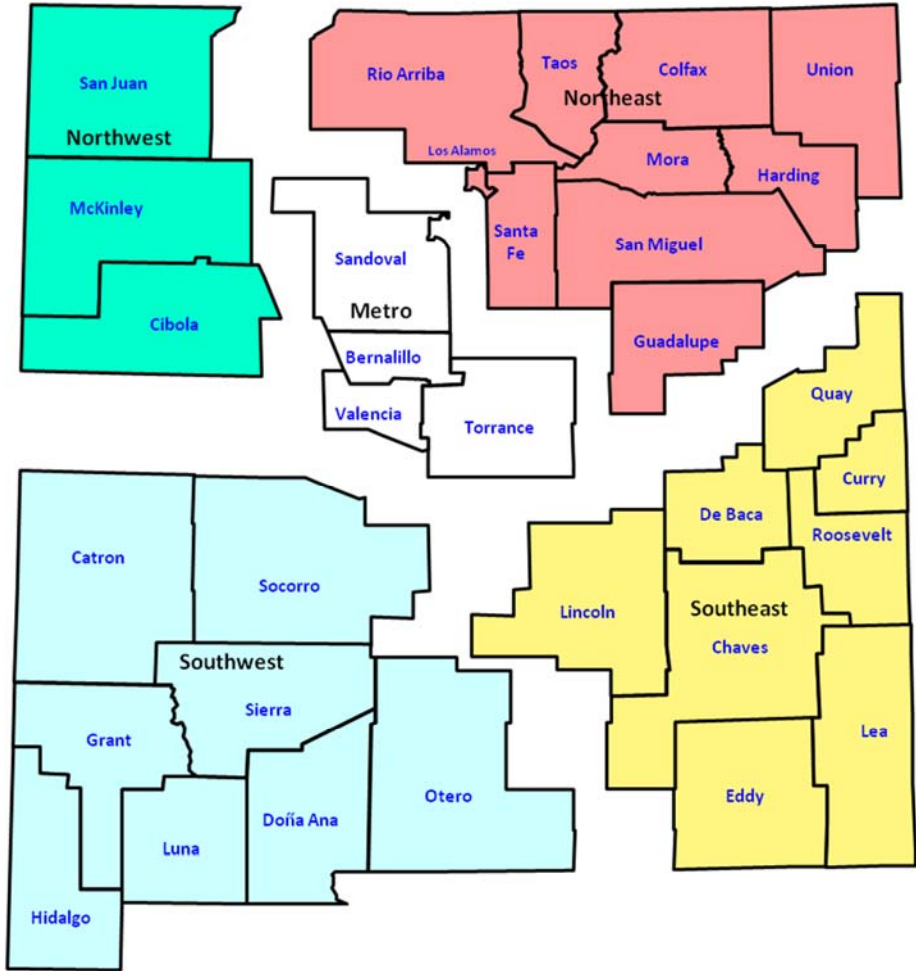 San Juan
Northwest
McKinley
Cibola
Rio Arriba
Taos
Colfax
Union
Northeast
Los Alamos
Mora
Harding
Santa
Fe
San Miguel
Guadalupe
Sandoval
Metro
Bernalillo
Valencia
Torrance
Quay
Curry
De Baca
Roosevelt
Lincoln
Southeast
Chaves
Lea
Eddy
Catron
Socorro
Southwest
Sierra
Grant
Otero
Doña Ana
Luna
Hidalgo